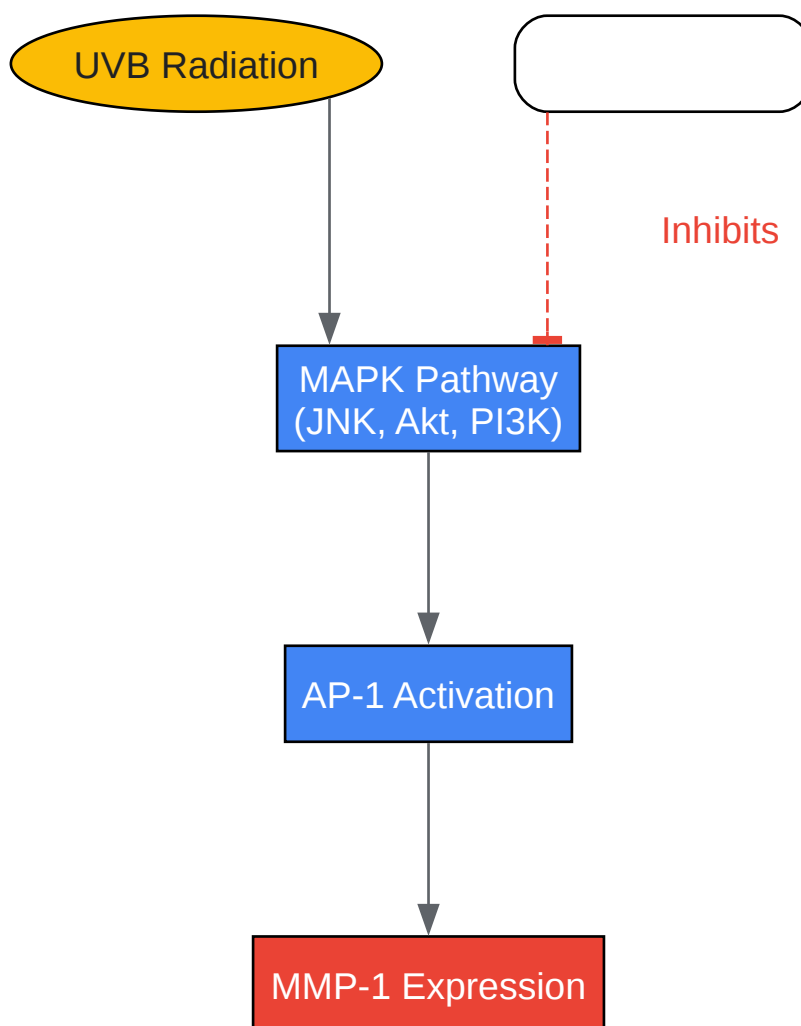 UVB Radiation
Inhibits
MAPK Pathway
(JNK, Akt, PI3K)
AP-1 Activation
MMP-1 Expression